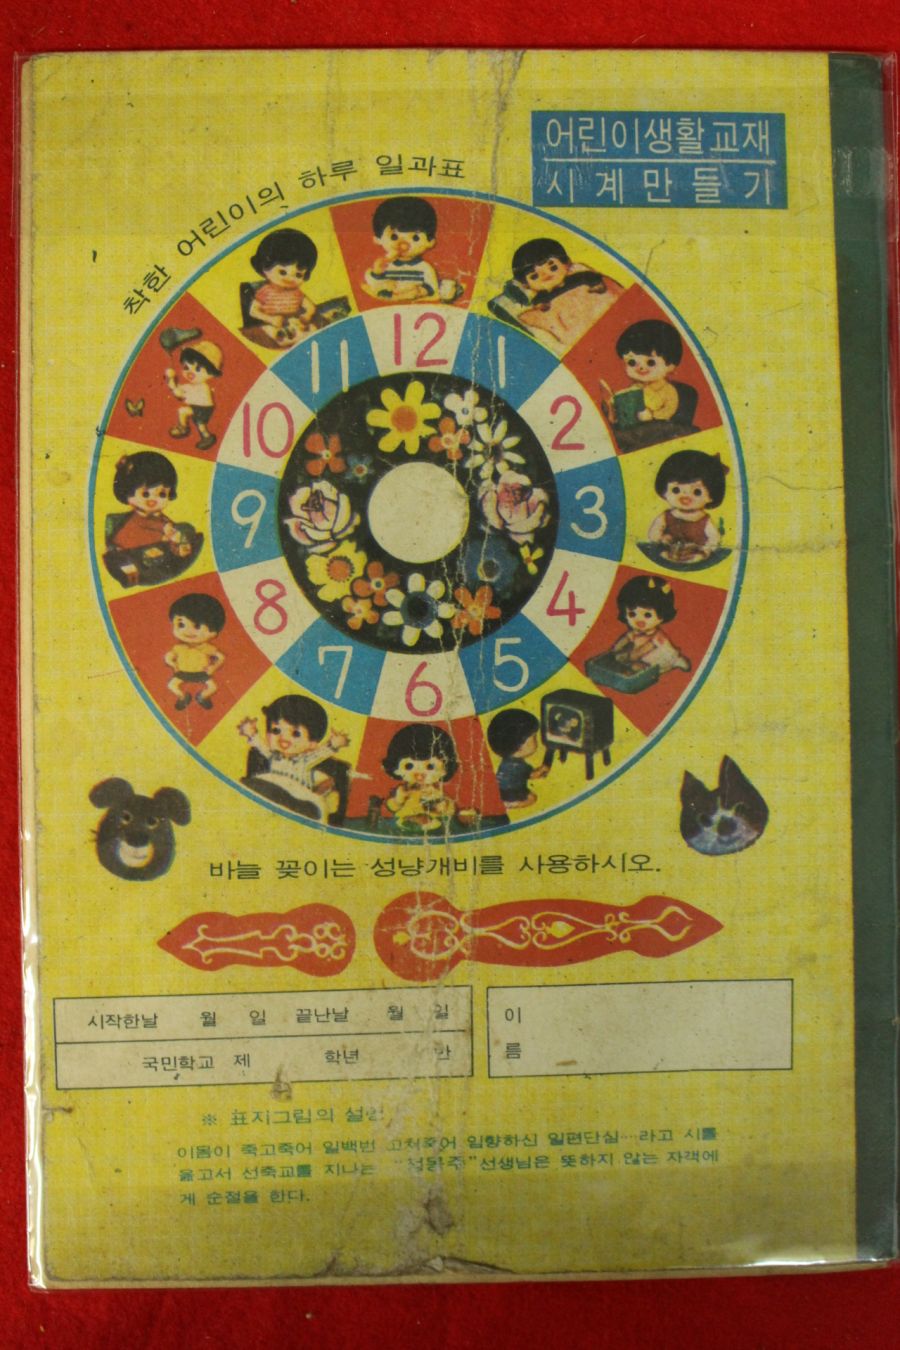 어린이생활교재
시계만들기
착한 어린이의 하루 일과표
12
1
2
3
4
5
6
7
8
9
10
11
바늘 꽂이는 성냥개비를 사용하시오.
시작한날 월 일 끝난날 월 일
국민학교 제 학년 반
이
름
※ 표지그림의 설명
이몸이 죽고죽어 일백번 고쳐죽어 임향하신 일편단심…라고 시를
읊고서 선죽교를 지나는 "정몽주"선생님은 뜻하지 않는 자객에
게 순절을 한다.